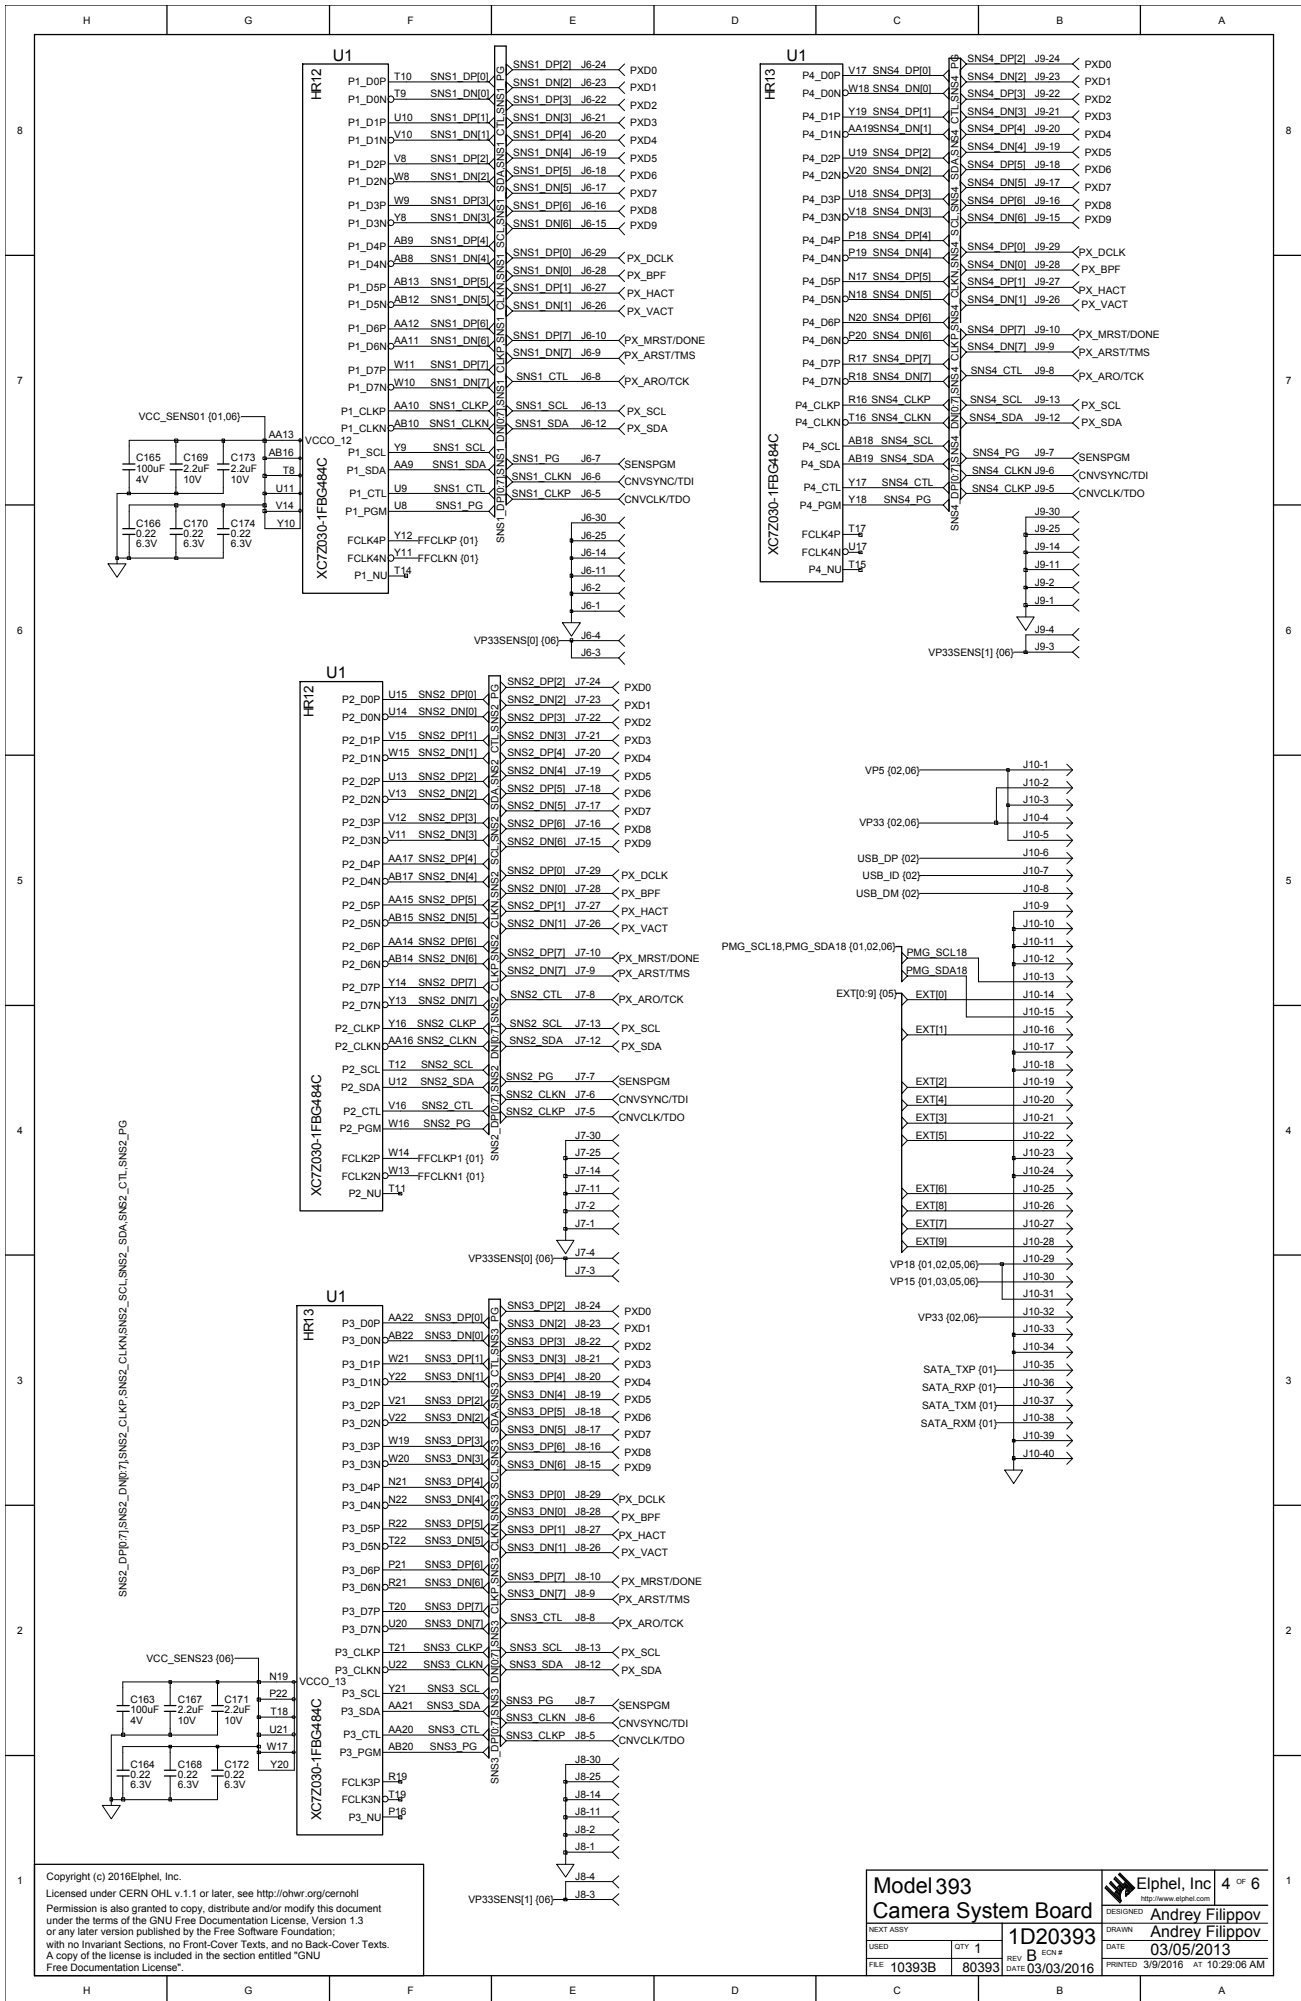 H G F E D C B A
8 8
7 7
6 6
5 5
4 4
3 3
2 2
1 1
U1
HR12
XC7Z030-1FBG484C
P1_D0P T10 SNS1_DP[0]
P1_D0N T9 SNS1_DN[0]
P1_D1P U10 SNS1_DP[1]
P1_D1N V10 SNS1_DN[1]
P1_D2P V8 SNS1_DP[2]
P1_D2N W8 SNS1_DN[2]
P1_D3P W9 SNS1_DP[3]
P1_D3N Y8 SNS1_DN[3]
P1_D4P AB9 SNS1_DP[4]
P1_D4N AB8 SNS1_DN[4]
P1_D5P AB13 SNS1_DP[5]
P1_D5N AB12 SNS1_DN[5]
P1_D6P AA12 SNS1_DP[6]
P1_D6N AA11 SNS1_DN[6]
P1_D7P W11 SNS1_DP[7]
P1_D7N W10 SNS1_DN[7]
P1_CLKP AA10 SNS1_CLKP
P1_CLKN AB10 SNS1_CLKN
P1_SCL Y9 SNS1_SCL
P1_SDA AA9 SNS1_SDA
P1_CTL U9 SNS1_CTL
P1_PGM U8 SNS1_PG
FCLK4P Y12 FFCLKP {01}
FCLK4N Y11 FFCLKN {01}
P1_NU T14
SNS1_DP[0:7],SNS1_DN[0:7],SNS1_CLKP,SNS1_CLKN,SNS1_SCL,SNS1_SDA,SNS1_CTL,SNS1_PG
SNS1_DP[2] J6-24 PXD0
SNS1_DN[2] J6-23 PXD1
SNS1_DP[3] J6-22 PXD2
SNS1_DN[3] J6-21 PXD3
SNS1_DP[4] J6-20 PXD4
SNS1_DN[4] J6-19 PXD5
SNS1_DP[5] J6-18 PXD6
SNS1_DN[5] J6-17 PXD7
SNS1_DP[6] J6-16 PXD8
SNS1_DN[6] J6-15 PXD9
SNS1_DP[0] J6-29 PX_DCLK
SNS1_DN[0] J6-28 PX_BPF
SNS1_DP[1] J6-27 PX_HACT
SNS1_DN[1] J6-26 PX_VACT
SNS1_DP[7] J6-10 PX_MRST/DONE
SNS1_DN[7] J6-9 PX_ARST/TMS
SNS1_CTL J6-8 PX_ARO/TCK
SNS1_SCL J6-13 PX_SCL
SNS1_SDA J6-12 PX_SDA
SNS1_PG J6-7 SENSPGM
SNS1_CLKN J6-6 CNVSYNC/TDI
SNS1_CLKP J6-5 CNVCLK/TDO
J6-30
J6-25
J6-14
J6-11
J6-2
J6-1
VP33SENS[0] {06} J6-4
J6-3
VCC_SENS01 {01,06}
AA13 VCCO_12
AB16
T8
U11
V14
Y10
C165 100uF 4V
C169 2.2uF 10V
C173 2.2uF 10V
C166 0.22 6.3V
C170 0.22 6.3V
C174 0.22 6.3V
U1
HR13
XC7Z030-1FBG484C
P4_D0P V17 SNS4_DP[0]
P4_D0N W18 SNS4_DN[0]
P4_D1P Y19 SNS4_DP[1]
P4_D1N AA19 SNS4_DN[1]
P4_D2P U19 SNS4_DP[2]
P4_D2N V20 SNS4_DN[2]
P4_D3P U18 SNS4_DP[3]
P4_D3N V18 SNS4_DN[3]
P4_D4P P18 SNS4_DP[4]
P4_D4N P19 SNS4_DN[4]
P4_D5P N17 SNS4_DP[5]
P4_D5N N18 SNS4_DN[5]
P4_D6P N20 SNS4_DP[6]
P4_D6N P20 SNS4_DN[6]
P4_D7P R17 SNS4_DP[7]
P4_D7N R18 SNS4_DN[7]
P4_CLKP R16 SNS4_CLKP
P4_CLKN T16 SNS4_CLKN
P4_SCL AB18 SNS4_SCL
P4_SDA AB19 SNS4_SDA
P4_CTL Y17 SNS4_CTL
P4_PGM Y18 SNS4_PG
FCLK4P T17
FCLK4N U17
P4_NU T15
SNS4_DP[0:7],SNS4_DN[0:7],SNS4_CLKP,SNS4_CLKN,SNS4_SCL,SNS4_SDA,SNS4_CTL,SNS4_PG
SNS4_DP[2] J9-24 PXD0
SNS4_DN[2] J9-23 PXD1
SNS4_DP[3] J9-22 PXD2
SNS4_DN[3] J9-21 PXD3
SNS4_DP[4] J9-20 PXD4
SNS4_DN[4] J9-19 PXD5
SNS4_DP[5] J9-18 PXD6
SNS4_DN[5] J9-17 PXD7
SNS4_DP[6] J9-16 PXD8
SNS4_DN[6] J9-15 PXD9
SNS4_DP[0] J9-29 PX_DCLK
SNS4_DN[0] J9-28 PX_BPF
SNS4_DP[1] J9-27 PX_HACT
SNS4_DN[1] J9-26 PX_VACT
SNS4_DP[7] J9-10 PX_MRST/DONE
SNS4_DN[7] J9-9 PX_ARST/TMS
SNS4_CTL J9-8 PX_ARO/TCK
SNS4_SCL J9-13 PX_SCL
SNS4_SDA J9-12 PX_SDA
SNS4_PG J9-7 SENSPGM
SNS4_CLKN J9-6 CNVSYNC/TDI
SNS4_CLKP J9-5 CNVCLK/TDO
J9-30
J9-25
J9-14
J9-11
J9-2
J9-1
J9-4
VP33SENS[1] {06} J9-3
U1
HR12
XC7Z030-1FBG484C
P2_D0P U15 SNS2_DP[0]
P2_D0N U14 SNS2_DN[0]
P2_D1P V15 SNS2_DP[1]
P2_D1N W15 SNS2_DN[1]
P2_D2P U13 SNS2_DP[2]
P2_D2N V13 SNS2_DN[2]
P2_D3P V12 SNS2_DP[3]
P2_D3N V11 SNS2_DN[3]
P2_D4P AA17 SNS2_DP[4]
P2_D4N AB17 SNS2_DN[4]
P2_D5P AA15 SNS2_DP[5]
P2_D5N AB15 SNS2_DN[5]
P2_D6P AA14 SNS2_DP[6]
P2_D6N AB14 SNS2_DN[6]
P2_D7P Y14 SNS2_DP[7]
P2_D7N Y13 SNS2_DN[7]
P2_CLKP Y16 SNS2_CLKP
P2_CLKN AA16 SNS2_CLKN
P2_SCL T12 SNS2_SCL
P2_SDA U12 SNS2_SDA
P2_CTL V16 SNS2_CTL
P2_PGM W16 SNS2_PG
FCLK2P W14 FFCLKP1 {01}
FCLK2N W13 FFCLKN1 {01}
P2_NU T11
SNS2_DP[0:7],SNS2_DN[0:7],SNS2_CLKP,SNS2_CLKN,SNS2_SCL,SNS2_SDA,SNS2_CTL,SNS2_PG
SNS2_DP[2] J7-24 PXD0
SNS2_DN[2] J7-23 PXD1
SNS2_DP[3] J7-22 PXD2
SNS2_DN[3] J7-21 PXD3
SNS2_DP[4] J7-20 PXD4
SNS2_DN[4] J7-19 PXD5
SNS2_DP[5] J7-18 PXD6
SNS2_DN[5] J7-17 PXD7
SNS2_DP[6] J7-16 PXD8
SNS2_DN[6] J7-15 PXD9
SNS2_DP[0] J7-29 PX_DCLK
SNS2_DN[0] J7-28 PX_BPF
SNS2_DP[1] J7-27 PX_HACT
SNS2_DN[1] J7-26 PX_VACT
SNS2_DP[7] J7-10 PX_MRST/DONE
SNS2_DN[7] J7-9 PX_ARST/TMS
SNS2_CTL J7-8 PX_ARO/TCK
SNS2_SCL J7-13 PX_SCL
SNS2_SDA J7-12 PX_SDA
SNS2_PG J7-7 SENSPGM
SNS2_CLKN J7-6 CNVSYNC/TDI
SNS2_CLKP J7-5 CNVCLK/TDO
J7-30
J7-25
J7-14
J7-11
J7-2
J7-1
VP33SENS[0] {06} J7-4
J7-3
SNS2_DP[0:7],SNS2_DN[0:7],SNS2_CLKP,SNS2_CLKN,SNS2_SCL,SNS2_SDA,SNS2_CTL,SNS2_PG
VP5 {02,06} J10-1
J10-2
J10-3
VP33 {02,06} J10-4
J10-5
USB_DP {02} J10-6
USB_ID {02} J10-7
USB_DM {02} J10-8
J10-9
J10-10
J10-11
PMG_SCL18,PMG_SDA18 {01,02,06} PMG_SCL18 J10-12
PMG_SDA18 J10-13
EXT[0:9] {05} EXT[0] J10-14
J10-15
EXT[1] J10-16
J10-17
J10-18
EXT[2] J10-19
EXT[4] J10-20
EXT[3] J10-21
EXT[5] J10-22
J10-23
J10-24
EXT[6] J10-25
EXT[8] J10-26
EXT[7] J10-27
EXT[9] J10-28
VP18 {01,02,05,06} J10-29
VP15 {01,03,05,06} J10-30
J10-31
VP33 {02,06} J10-32
J10-33
J10-34
SATA_TXP {01} J10-35
SATA_RXP {01} J10-36
SATA_TXM {01} J10-37
SATA_RXM {01} J10-38
J10-39
J10-40
U1
HR13
XC7Z030-1FBG484C
P3_D0P AA22 SNS3_DP[0]
P3_D0N AB22 SNS3_DN[0]
P3_D1P W21 SNS3_DP[1]
P3_D1N Y22 SNS3_DN[1]
P3_D2P V21 SNS3_DP[2]
P3_D2N V22 SNS3_DN[2]
P3_D3P W19 SNS3_DP[3]
P3_D3N W20 SNS3_DN[3]
P3_D4P N21 SNS3_DP[4]
P3_D4N N22 SNS3_DN[4]
P3_D5P R22 SNS3_DP[5]
P3_D5N T22 SNS3_DN[5]
P3_D6P P21 SNS3_DP[6]
P3_D6N R21 SNS3_DN[6]
P3_D7P T20 SNS3_DP[7]
P3_D7N U20 SNS3_DN[7]
P3_CLKP T21 SNS3_CLKP
P3_CLKN U22 SNS3_CLKN
P3_SCL Y21 SNS3_SCL
P3_SDA AA21 SNS3_SDA
P3_CTL AA20 SNS3_CTL
P3_PGM AB20 SNS3_PG
FCLK3P R19
FCLK3N T19
P3_NU P16
SNS3_DP[0:7],SNS3_DN[0:7],SNS3_CLKP,SNS3_CLKN,SNS3_SCL,SNS3_SDA,SNS3_CTL,SNS3_PG
SNS3_DP[2] J8-24 PXD0
SNS3_DN[2] J8-23 PXD1
SNS3_DP[3] J8-22 PXD2
SNS3_DN[3] J8-21 PXD3
SNS3_DP[4] J8-20 PXD4
SNS3_DN[4] J8-19 PXD5
SNS3_DP[5] J8-18 PXD6
SNS3_DN[5] J8-17 PXD7
SNS3_DP[6] J8-16 PXD8
SNS3_DN[6] J8-15 PXD9
SNS3_DP[0] J8-29 PX_DCLK
SNS3_DN[0] J8-28 PX_BPF
SNS3_DP[1] J8-27 PX_HACT
SNS3_DN[1] J8-26 PX_VACT
SNS3_DP[7] J8-10 PX_MRST/DONE
SNS3_DN[7] J8-9 PX_ARST/TMS
SNS3_CTL J8-8 PX_ARO/TCK
SNS3_SCL J8-13 PX_SCL
SNS3_SDA J8-12 PX_SDA
SNS3_PG J8-7 SENSPGM
SNS3_CLKN J8-6 CNVSYNC/TDI
SNS3_CLKP J8-5 CNVCLK/TDO
J8-30
J8-25
J8-14
J8-11
J8-2
J8-1
J8-4
VP33SENS[1] {06} J8-3
VCC_SENS23 {06}
N19 VCCO_13
P22
T18
U21
W17
Y20
C163 100uF 4V
C167 2.2uF 10V
C171 2.2uF 10V
C164 0.22 6.3V
C168 0.22 6.3V
C172 0.22 6.3V
Copyright (c) 2016Elphel, Inc.
Licensed under CERN OHL v.1.1 or later, see http://ohwr.org/cernohl
Permission is also granted to copy, distribute and/or modify this document
under the terms of the GNU Free Documentation License, Version 1.3
or any later version published by the Free Software Foundation;
with no Invariant Sections, no Front-Cover Texts, and no Back-Cover Texts.
A copy of the license is included in the section entitled "GNU
Free Documentation License".
Model 393
Camera System Board
Elphel, Inc 4 OF 6
http://www.elphel.com
DESIGNED Andrey Filippov
NEXT ASSY 1D20393 DRAWN Andrey Filippov
USED QTY 1 REV B ECN # DATE 03/05/2013
FILE 10393B 80393 DATE 03/03/2016 PRINTED 3/9/2016 AT 10:29:06 AM
H G F E D C B A